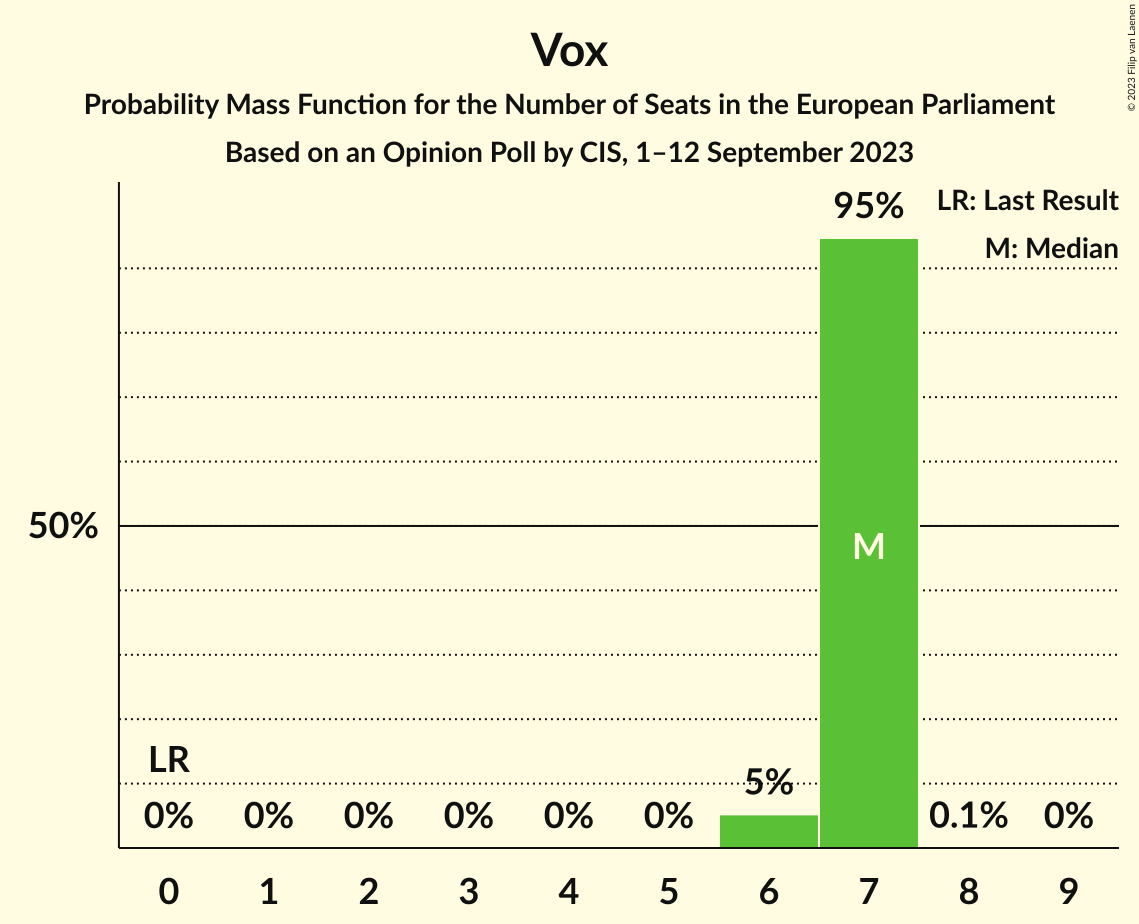 Vox
Probability Mass Function for the Number of Seats in the European Parliament
Based on an Opinion Poll by CIS, 1–12 September 2023
© 2023 Filip van Laenen
LR: Last Result
M: Median
95%
50%
M
LR
5%
0% 0% 0% 0% 0% 0% 0.1% 0%
0 1 2 3 4 5 6 7 8 9